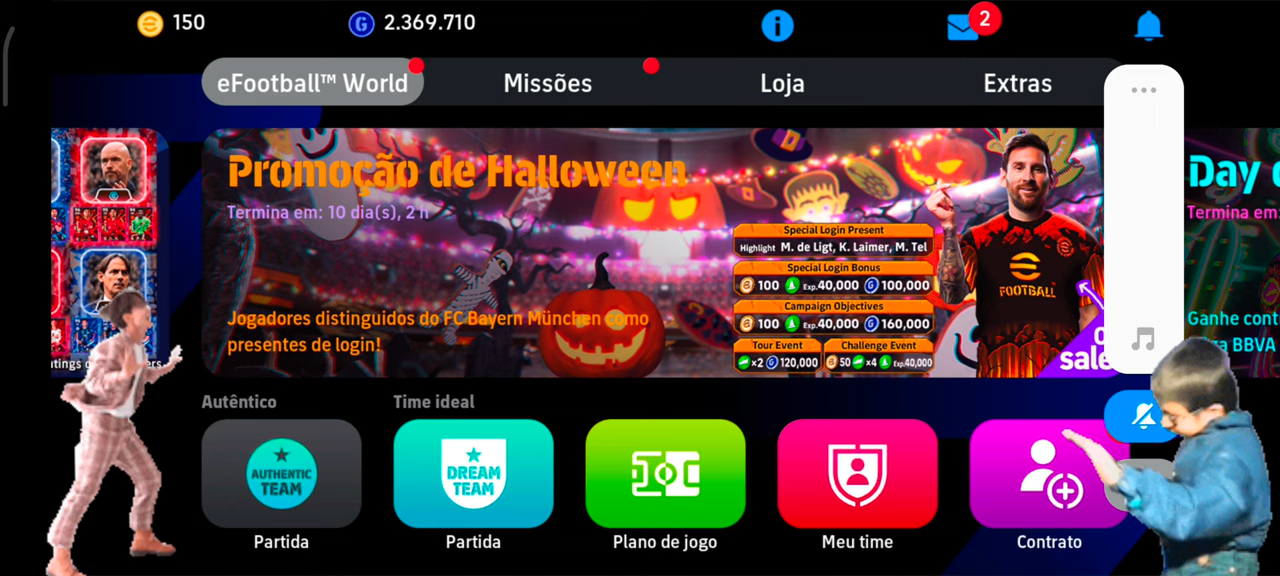 150
2.369.710
2
eFootball™ World
Missões
Loja
Extras
Promoção de Halloween
Termina em: 10 dia(s), 2 h
Jogadores distinguidos do FC Bayern München como
presentes de login!
Special Login Present
Highlight M. de Ligt, K. Laimer, M. Tel
Special Login Bonus
100 Exp.40,000 100,000
Campaign Objectives
100 Exp.40,000 160,000
Tour Event
×2 120,000
Challenge Event
50 ×4 Exp.40,000
FOOTBALL
sale
Day
Termina em
Ganhe cont
BBVA
Autêntico
Time ideal
AUTHENTIC
TEAM
DREAM
TEAM
Partida
Partida
Plano de jogo
Meu time
Contrato